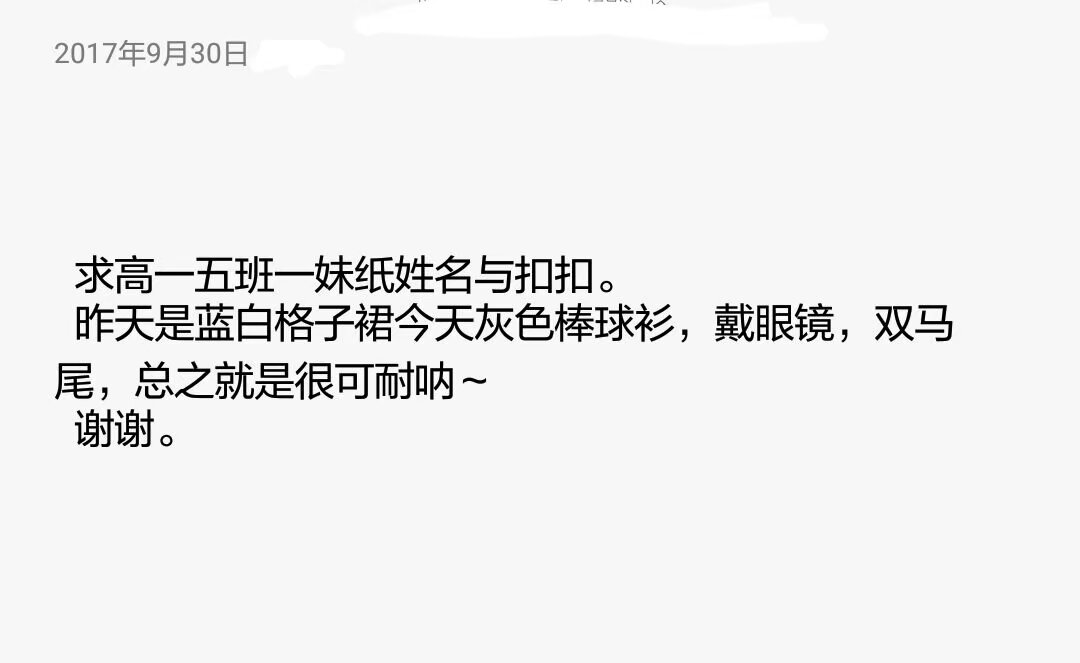 2017年9月30日
求高一五班一妹纸姓名与扣扣。
昨天是蓝白格子裙今天灰色棒球衫，戴眼镜，双马
尾，总之就是很可耐呐～
谢谢。